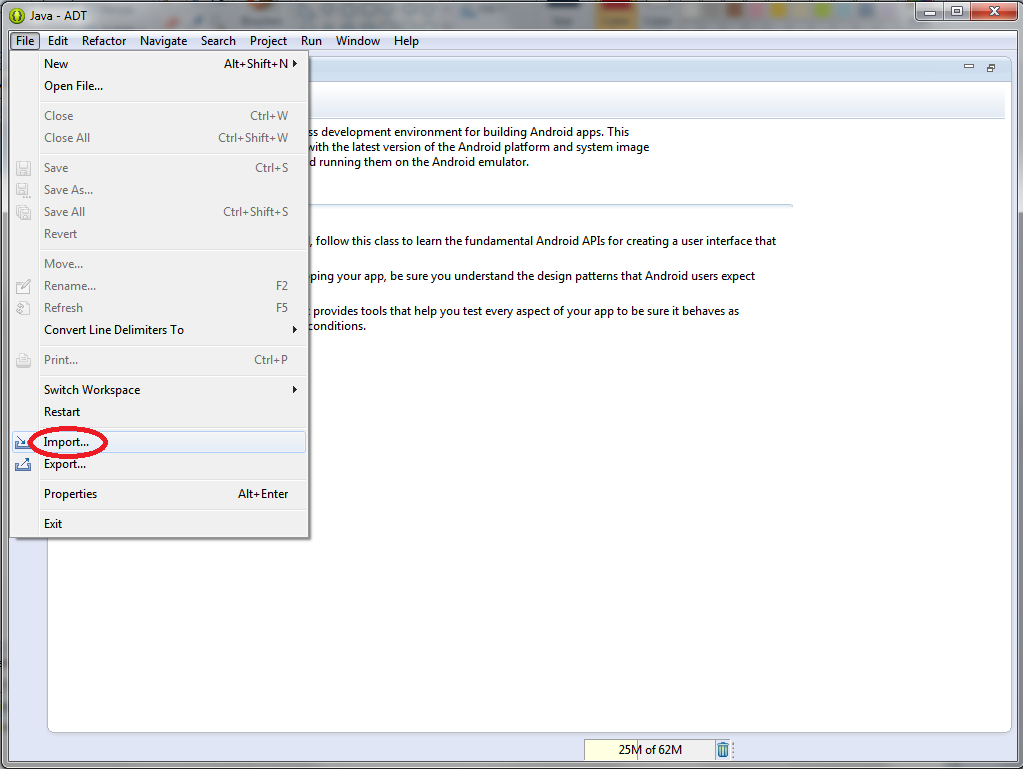 Java - ADT
File Edit Refactor Navigate Search Project Run Window Help
New Alt+Shift+N
Open File...
Close Ctrl+W
Close All Ctrl+Shift+W
Save Ctrl+S
Save As...
Save All Ctrl+Shift+S
Revert
Move...
Rename... F2
Refresh F5
Convert Line Delimiters To
Print... Ctrl+P
Switch Workspace
Restart
Import...
Export...
Properties Alt+Enter
Exit
ss development environment for building Android apps. This
with the latest version of the Android platform and system image
d running them on the Android emulator.
, follow this class to learn the fundamental Android APIs for creating a user interface that
ping your app, be sure you understand the design patterns that Android users expect
provides tools that help you test every aspect of your app to be sure it behaves as
conditions.
25M of 62M